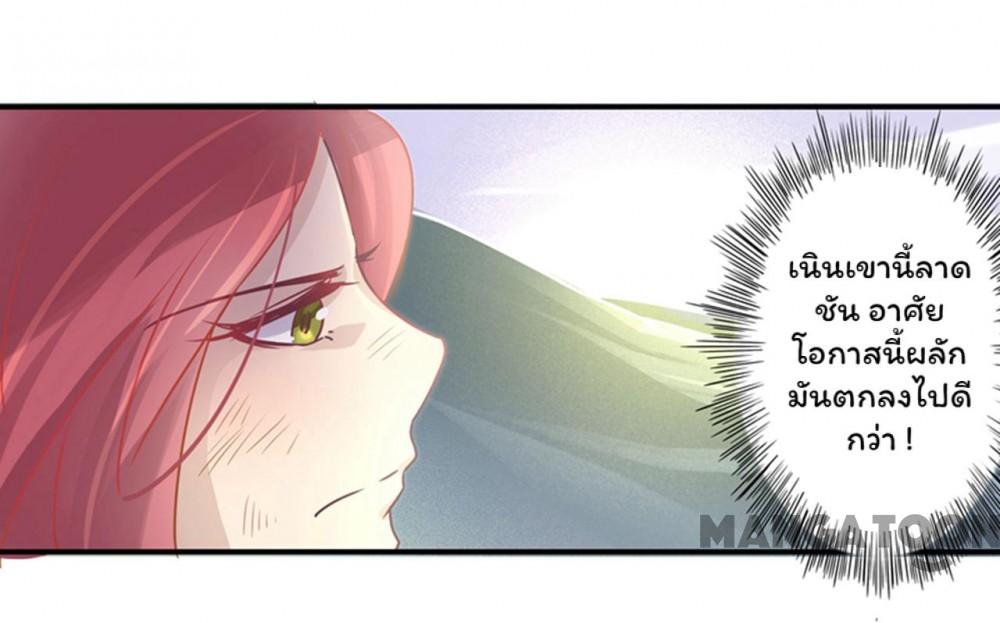 เนินเขานี้ลาด
ชัน อาศัย
โอกาสนี้ผลัก
มันตกลงไปดี
กว่า !
MANGATOON